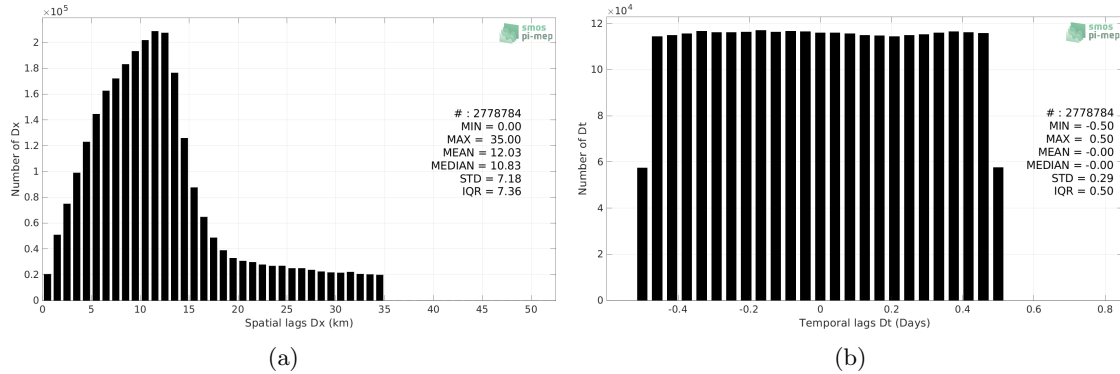 ×10^5
smos
pi-mep
2
1.8
1.6
1.4
1.2
1
0.8
0.6
0.4
0.2
0
Number of Dx
# : 2778784
MIN = 0.00
MAX = 35.00
MEAN = 12.03
MEDIAN = 10.83
STD = 7.18
IQR = 7.36
0 5 10 15 20 25 30 35 40 45 50
Spatial lags Dx (km)
(a)
×10^4
smos
pi-mep
12
10
8
6
4
2
0
Number of Dt
# : 2778784
MIN = -0.50
MAX = 0.50
MEAN = -0.00
MEDIAN = -0.00
STD = 0.29
IQR = 0.50
-0.4 -0.2 0 0.2 0.4 0.6 0.8
Temporal lags Dt (Days)
(b)